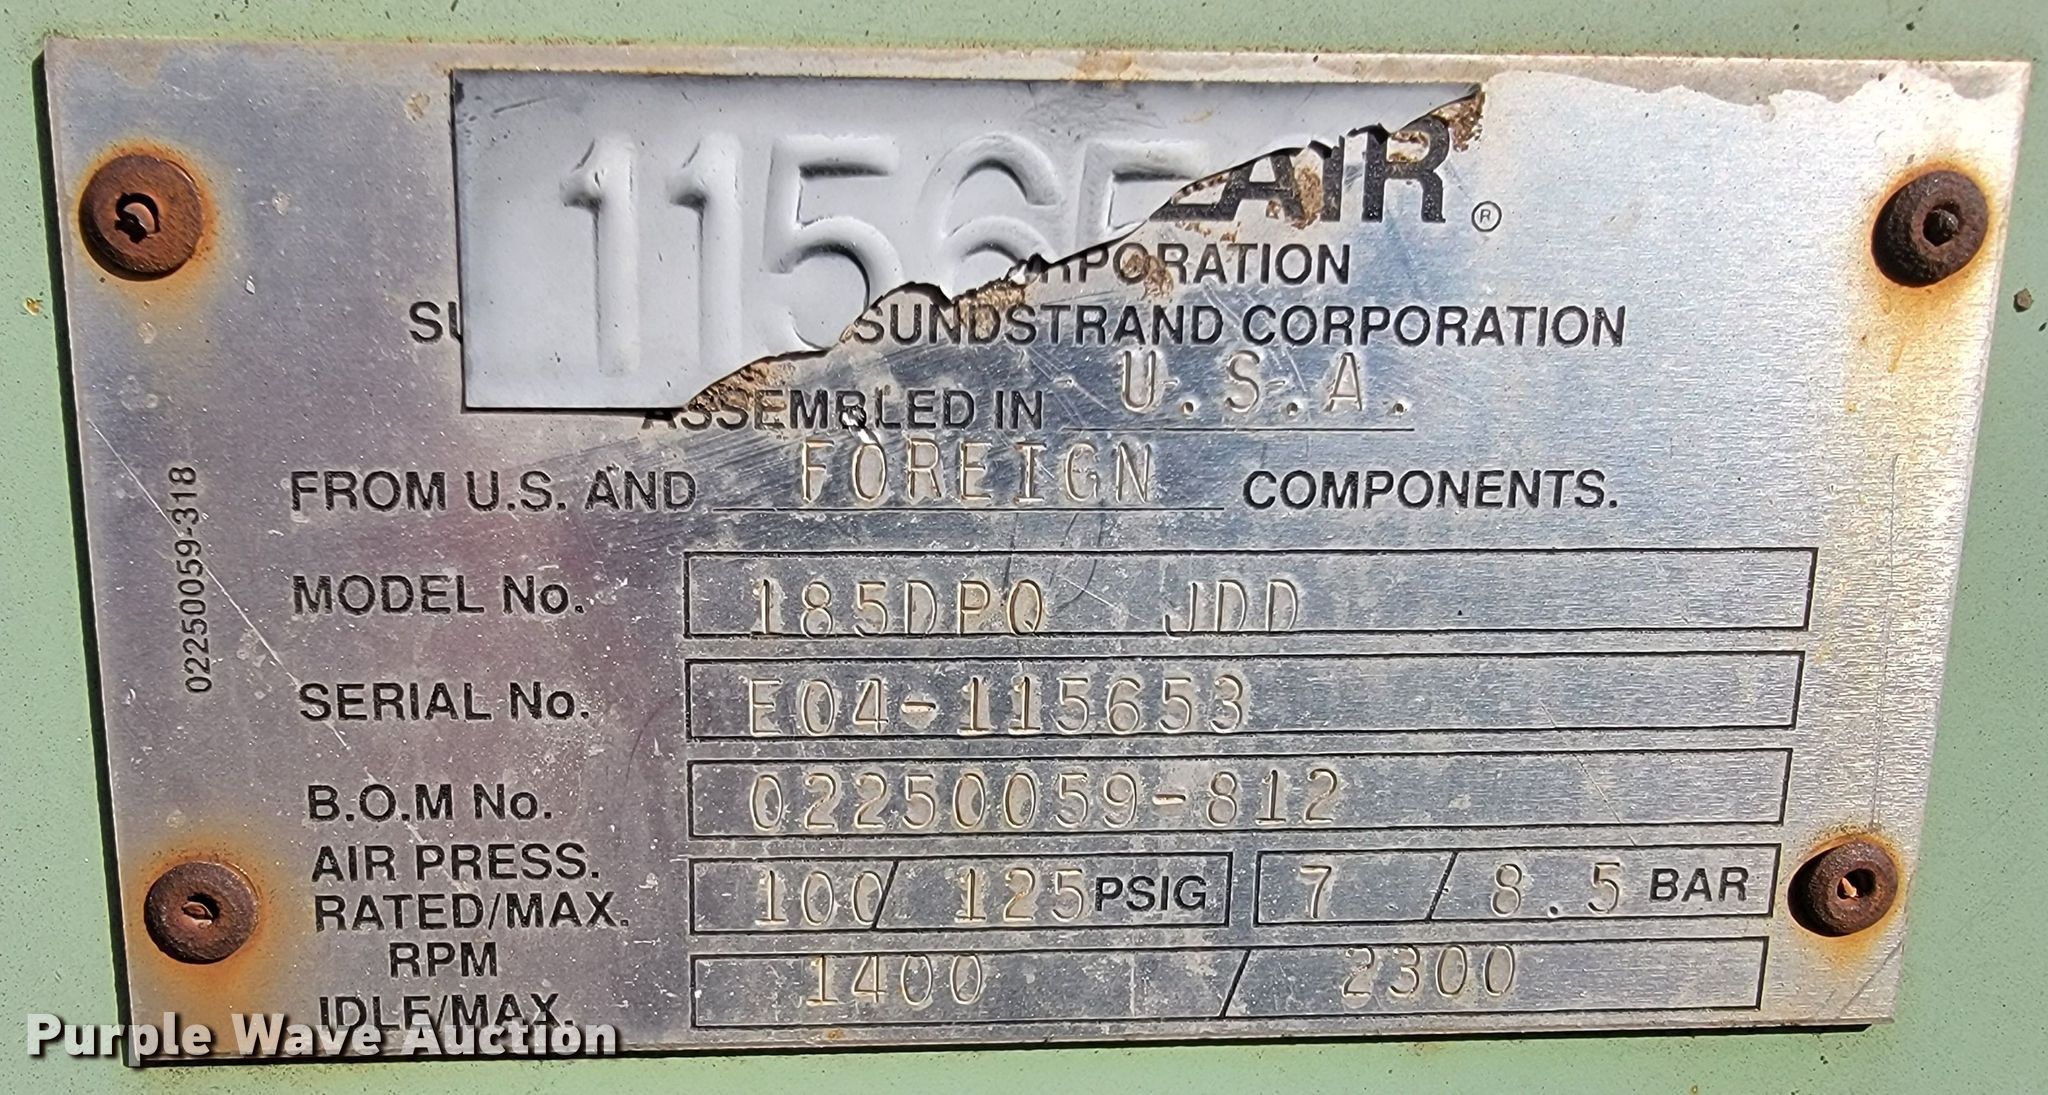 1156
AIR ®
RPORATION
SUNDSTRAND CORPORATION
ASSEMBLED IN U.S.A.
FROM U.S. AND FOREIGN COMPONENTS.
MODEL No. 185DPQ JDD
SERIAL No. E04-115653
B.O.M No. 02250059-812
AIR PRESS.
RATED/MAX. 100/125 PSIG 7/8.5 BAR
RPM
IDLE/MAX. 1400/2300
02250059-318
Purple Wave Auction